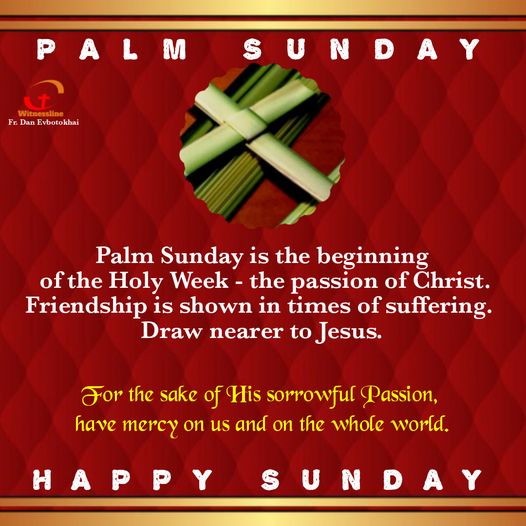 PALM SUNDAY
Witnessline
Fr. Dan Evbotokhai
Palm Sunday is the beginning
of the Holy Week - the passion of Christ.
Friendship is shown in times of suffering.
Draw nearer to Jesus.
For the sake of His sorrowful Passion,
have mercy on us and on the whole world.
HAPPY SUNDAY